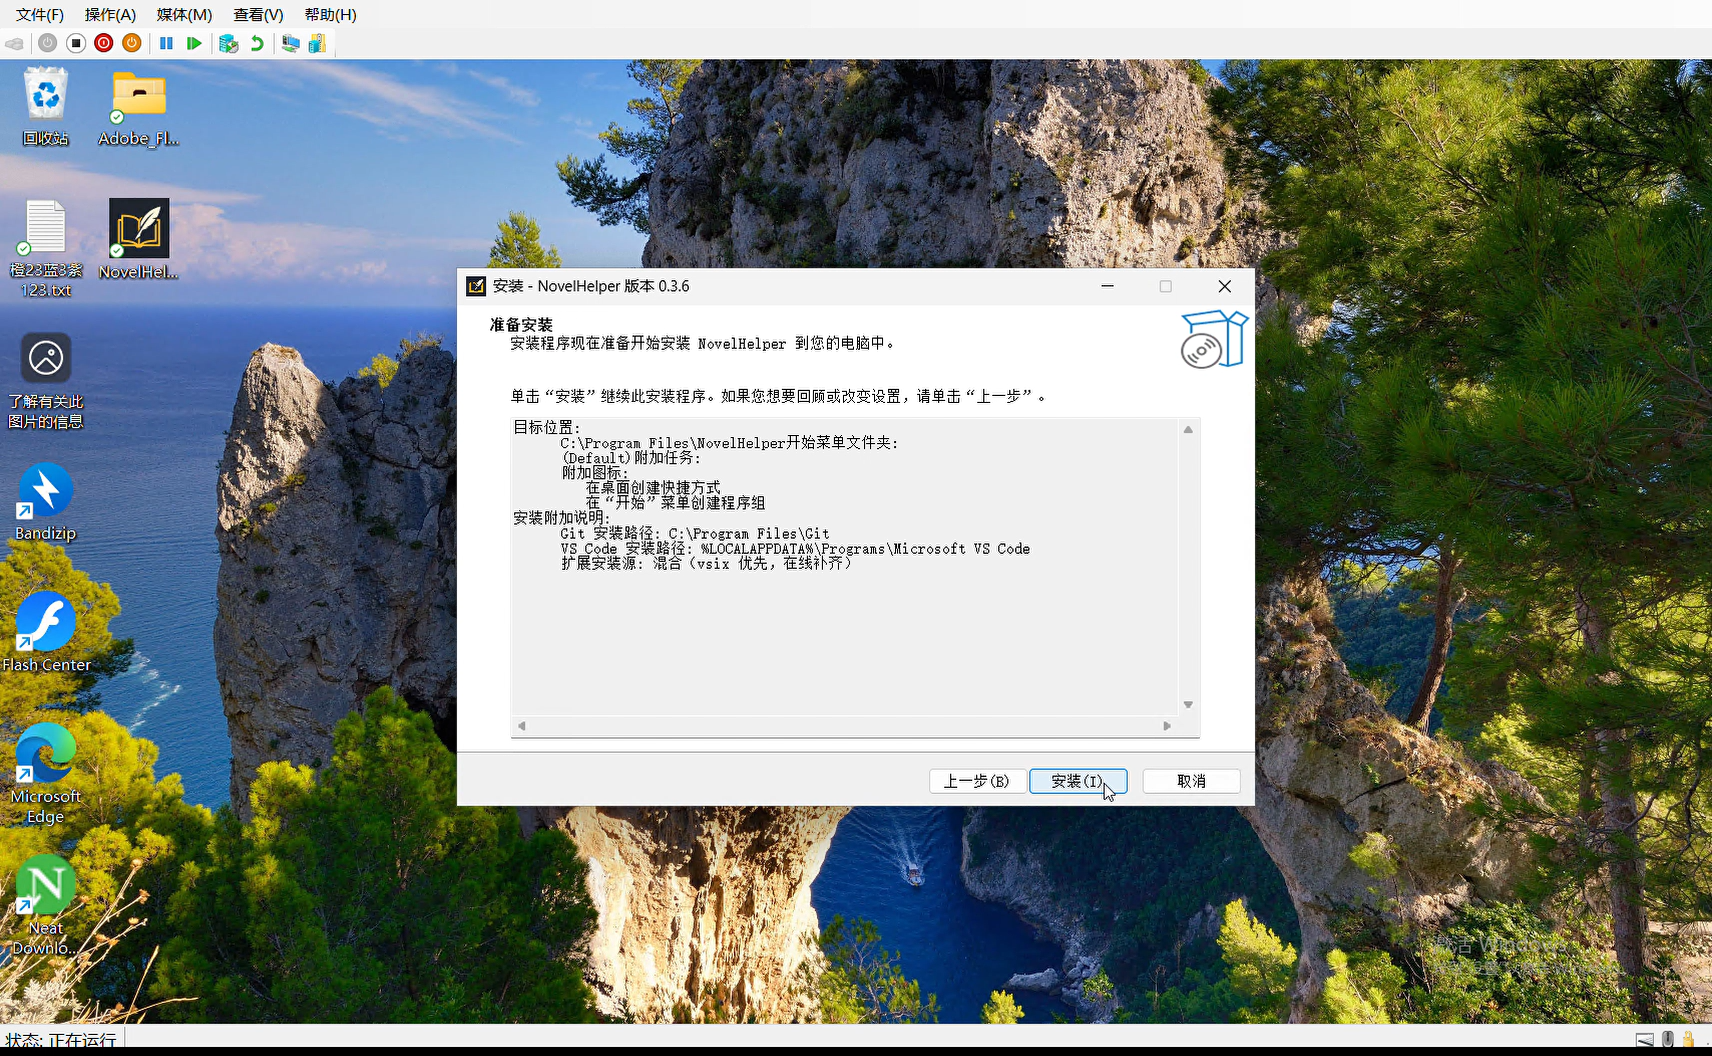 文件(F) 操作(A) 媒体(M) 查看(V) 帮助(H)
回收站
Adobe_Fl...
橙23蓝3紫
123.txt
NovelHel...
了解有关此
图片的信息
Bandizip
Flash Center
Microsoft
Edge
Neat
Downlo...
安装 - NovelHelper 版本 0.3.6
准备安装
安装程序现在准备开始安装 NovelHelper 到您的电脑中。
单击“安装”继续此安装程序。如果您想要回顾或改变设置，请单击“上一步”。
目标位置:
C:\Program Files\NovelHelper开始菜单文件夹:
(Default)附加任务:
附加图标:
在桌面创建快捷方式
在“开始”菜单创建程序组
安装附加说明:
Git 安装路径: C:\Program Files\Git
VS Code 安装路径: %LOCALAPPDATA%\Programs\Microsoft VS Code
扩展安装源: 混合（vsix 优先，在线补齐）
上一步(B) 安装(I) 取消
激活 Windows
状态: 正在运行